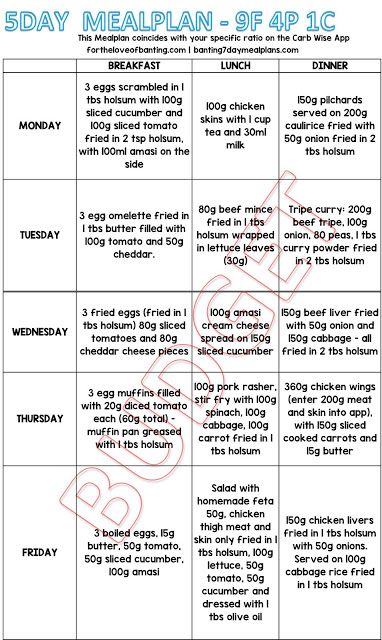 5DAY MEALPLAN - 9F 4P 1C
This Mealplan coincides with your specific ratio on the Carb Wise App
fortheloveofbanting.com | banting7daymealplans.com
BREAKFAST
LUNCH
DINNER
MONDAY
3 eggs scrambled in 1
tbs holsum with 100g
sliced cucumber and
100g sliced tomato
fried in 2 tsp holsum,
with 100ml amasi on the
side
100g chicken
skins with 1 cup
tea and 30ml
milk
150g pilchards
served on 200g
caulirice fried with
50g onion fried in 2
tbs holsum
TUESDAY
3 egg omelette fried in
1 tbs butter filled with
100g tomato and 50g
cheddar.
80g beef mince
fried in 1 tbs
holsum wrapped
in lettuce leaves
(30g)
Tripe curry: 200g
beef tripe, 100g
onion, 80 peas, 1 tbs
curry powder fried
in 2 tbs holsum
WEDNESDAY
3 fried eggs (fried in 1
tbs holsum) 80g sliced
tomatoes and 80g
cheddar cheese pieces
100g amasi
cream cheese
spread on 150g
sliced cucumber
150g beef liver fried
with 50g onion and
150g cabbage - all
fried in 2 tbs holsum
THURSDAY
3 egg muffins filled
with 20g diced tomato
each (60g total) -
muffin pan greased
with 1 tbs holsum
100g pork rasher,
stir fry with 100g
spinach, 100g
cabbage, 100g
carrot fried in 1
tbs holsum
360g chicken wings
(enter 200g meat
and skin into app),
with 150g sliced
cooked carrots and
15g butter
FRIDAY
3 boiled eggs, 15g
butter, 50g tomato,
50g sliced cucumber,
100g amasi
Salad with
homemade feta
50g, chicken
thigh meat and
skin only fried in 1
tbs holsum, 100g
lettuce, 50g
tomato, 50g
cucumber and
dressed with 1
tbs olive oil
150g chicken livers
fried in 1 tbs holsum
with 50g onions.
Served on 100g
cabbage rice fried
in 1 tbs holsum
BUDGET